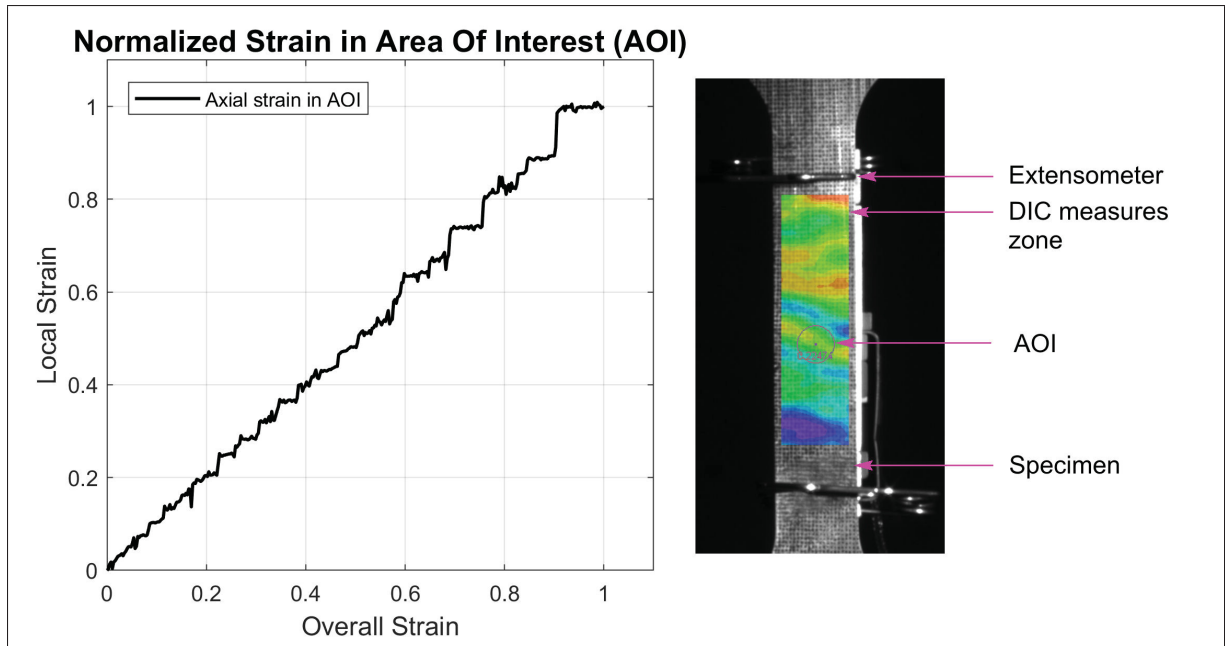 Normalized Strain in Area Of Interest (AOI)
Axial strain in AOI
1
0.8
0.6
0.4
0.2
0
Local Strain
0 0.2 0.4 0.6 0.8 1
Overall Strain
Extensometer
DIC measures
zone
AOI
Specimen